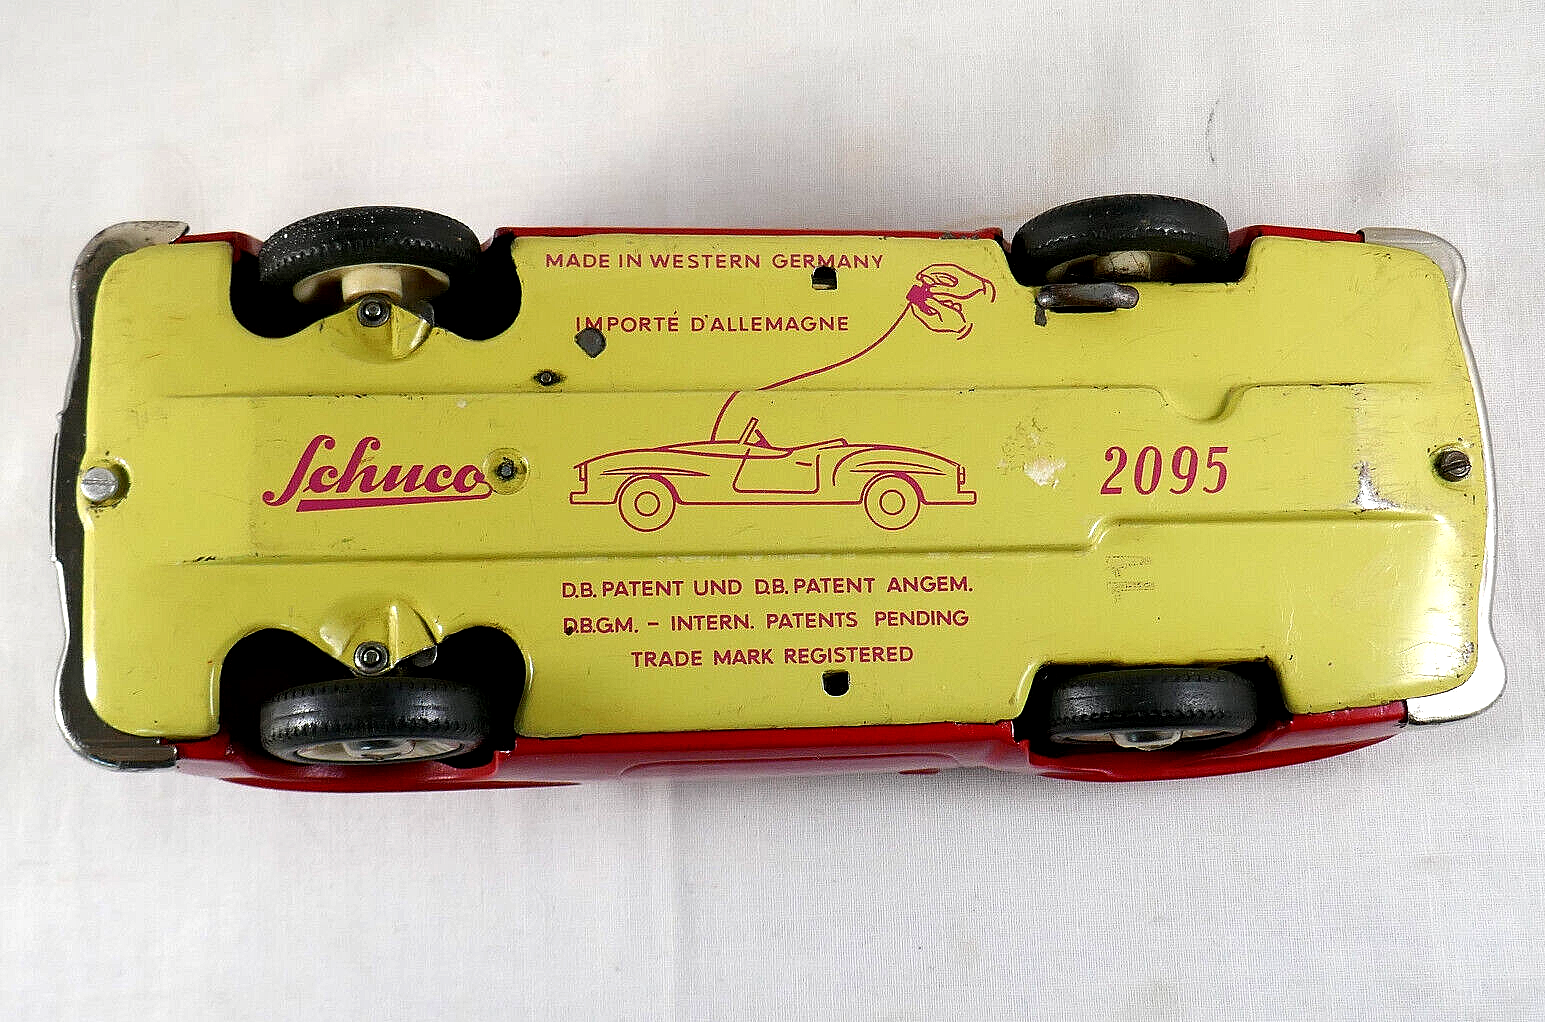 MADE IN WESTERN GERMANY
IMPORTÉ D'ALLEMAGNE
Schuco
2095
D.B. PATENT UND D.B. PATENT ANGEM.
D.B.G.M. – INTERN. PATENTS PENDING
TRADE MARK REGISTERED